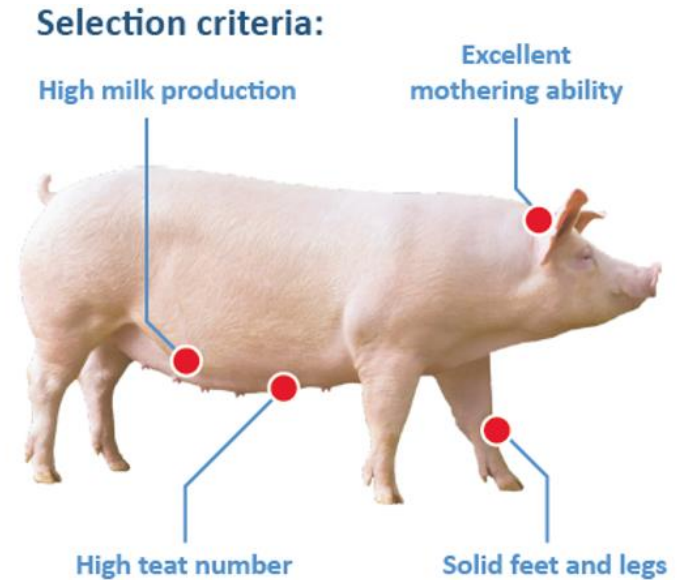 Selection criteria:
High milk production
Excellent
mothering ability
High teat number
Solid feet and legs